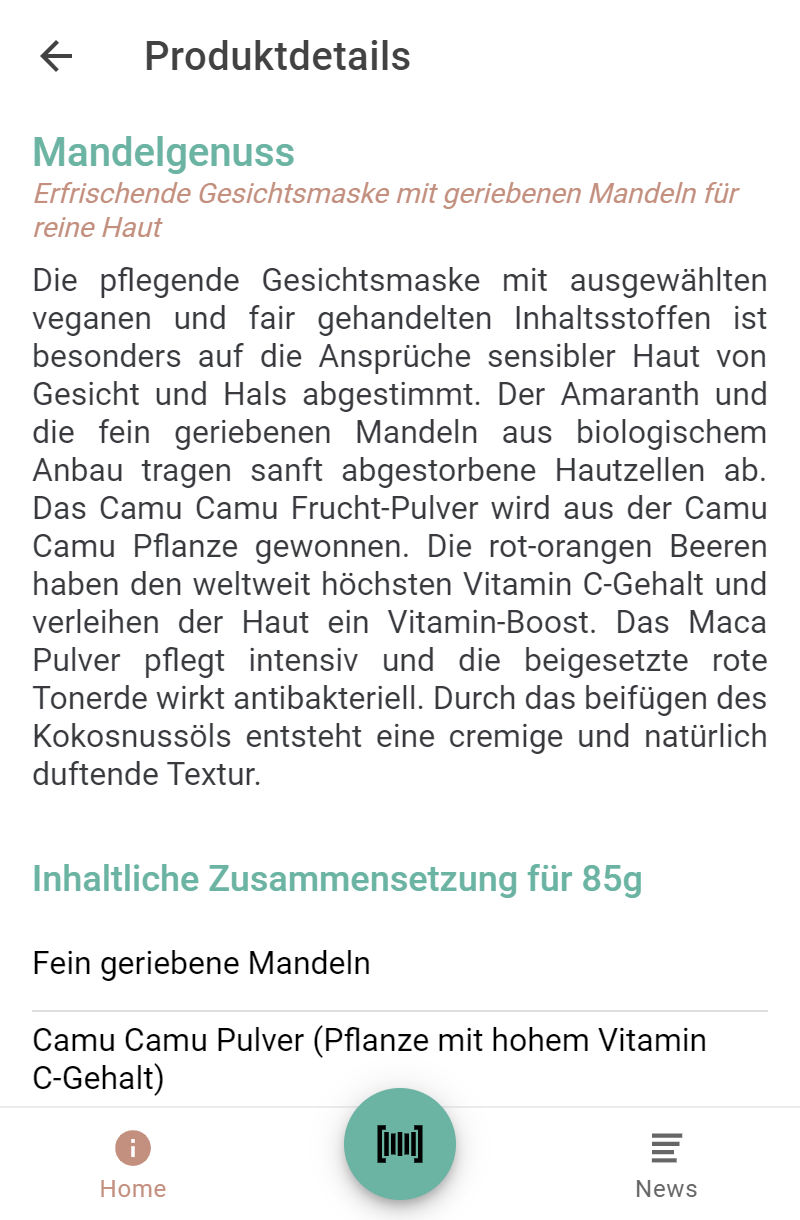 Produktdetails
Mandelgenuss
Erfrischende Gesichtsmaske mit geriebenen Mandeln für
reine Haut
Die pflegende Gesichtsmaske mit ausgewählten
veganen und fair gehandelten Inhaltsstoffen ist
besonders auf die Ansprüche sensibler Haut von
Gesicht und Hals abgestimmt. Der Amaranth und
die fein geriebenen Mandeln aus biologischem
Anbau tragen sanft abgestorbene Hautzellen ab.
Das Camu Camu Frucht-Pulver wird aus der Camu
Camu Pflanze gewonnen. Die rot-orangen Beeren
haben den weltweit höchsten Vitamin C-Gehalt und
verleihen der Haut ein Vitamin-Boost. Das Maca
Pulver pflegt intensiv und die beigesetzte rote
Tonerde wirkt antibakteriell. Durch das beifügen des
Kokosnussöls entsteht eine cremige und natürlich
duftende Textur.
Inhaltliche Zusammensetzung für 85g
Fein geriebene Mandeln
Camu Camu Pulver (Pflanze mit hohem Vitamin
C-Gehalt)
Home
News